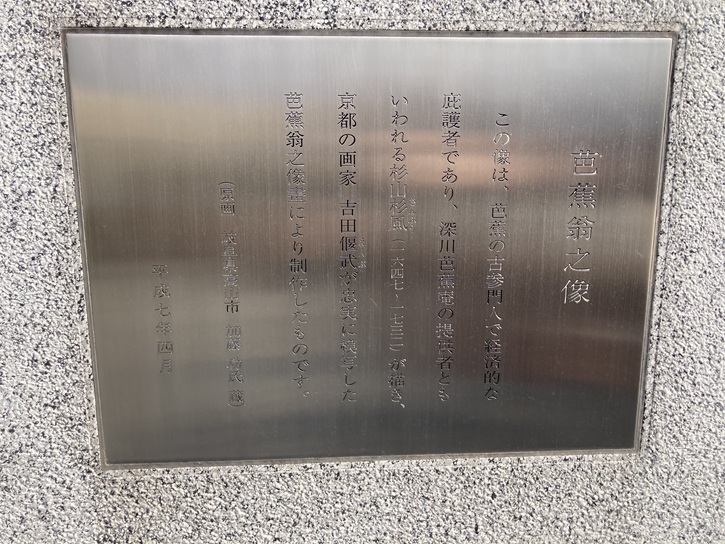 芭蕉翁之像
この像は、芭蕉の古参門人で経済的な
庇護者であり、深川芭蕉庵の提供者とも
いわれる杉山杉風(一六四七〜一七三二)が描き、
京都の画家 吉田偃武が忠実に模写した
芭蕉翁之像畫により制作したものです。
(原画 市 氏 蔵)
平成七年四月